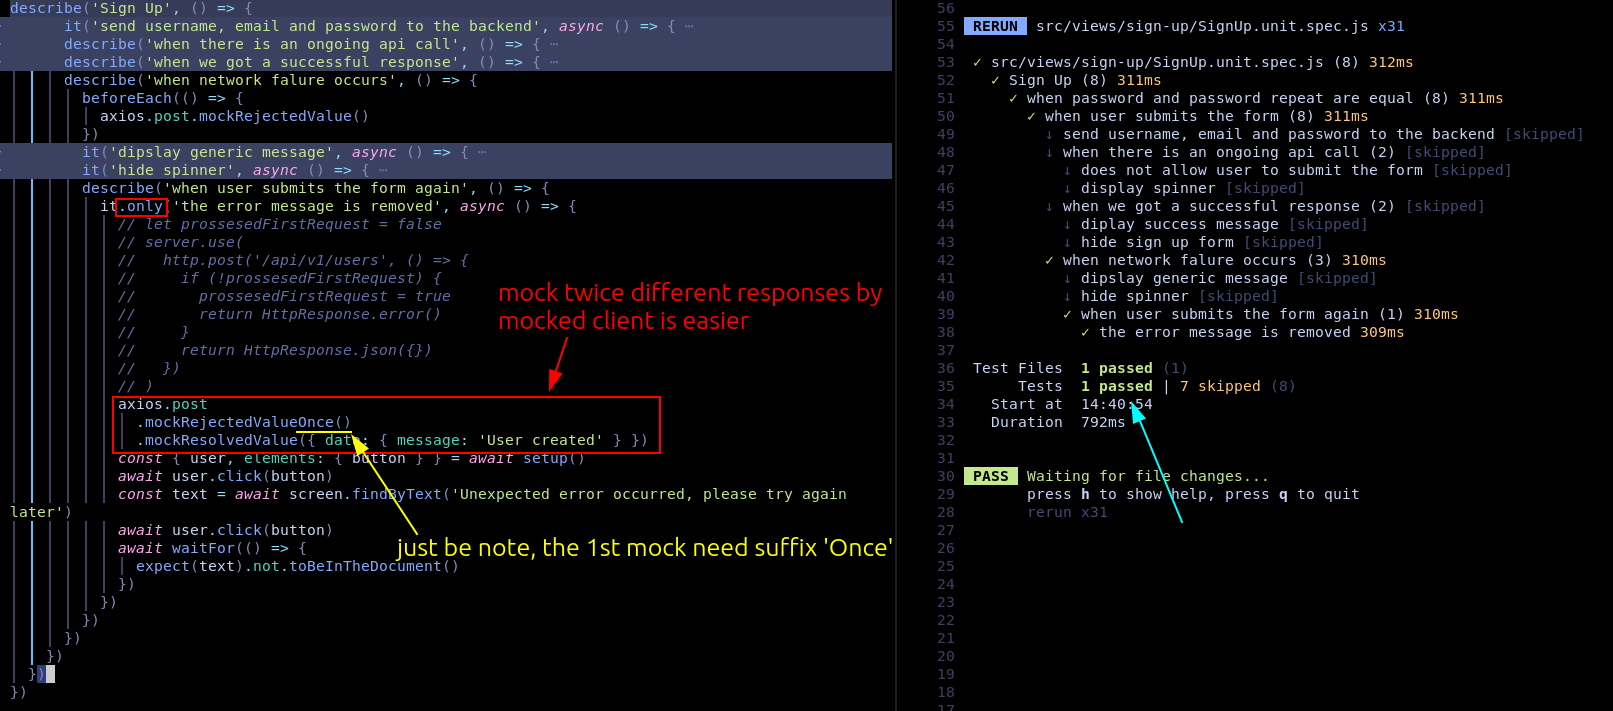 describe('Sign Up', () => {
it('send username, email and password to the backend', async () => { ⋯
describe('when there is an ongoing api call', () => { ⋯
describe('when we got a successful response', () => { ⋯
describe('when network falure occurs', () => {
beforeEach(() => {
axios.post.mockRejectedValue()
})
it('dipslay generic message', async () => { ⋯
it('hide spinner', async () => { ⋯
describe('when user submits the form again', () => {
it.only('the error message is removed', async () => {
// let prossesedFirstRequest = false
// server.use(
//   http.post('/api/v1/users', () => {
//     if (!prossesedFirstRequest) {
//       prossesedFirstRequest = true
//       return HttpResponse.error()
//     }
//     return HttpResponse.json({})
//   })
// )
mock twice different responses by
mocked client is easier
axios.post
.mockRejectedValueOnce()
.mockResolvedValue({ data: { message: 'User created' } })
const { user, elements: { button } } = await setup()
await user.click(button)
const text = await screen.findByText('Unexpected error occurred, please try again
later')
await user.click(button)
await waitFor(() => {
just be note, the 1st mock need suffix 'Once'
expect(text).not.toBeInTheDocument()
})
})
})
})
})
})
})
56
55 RERUN src/views/sign-up/SignUp.unit.spec.js x31
54
53 ✓ src/views/sign-up/SignUp.unit.spec.js (8) 312ms
52 ✓ Sign Up (8) 311ms
51 ✓ when password and password repeat are equal (8) 311ms
50 ✓ when user submits the form (8) 311ms
49 ↓ send username, email and password to the backend [skipped]
48 ↓ when there is an ongoing api call (2) [skipped]
47 ↓ does not allow user to submit the form [skipped]
46 ↓ display spinner [skipped]
45 ↓ when we got a successful response (2) [skipped]
44 ↓ diplay success message [skipped]
43 ↓ hide sign up form [skipped]
42 ✓ when network falure occurs (3) 310ms
41 ↓ dipslay generic message [skipped]
40 ↓ hide spinner [skipped]
39 ✓ when user submits the form again (1) 310ms
38 ✓ the error message is removed 309ms
37
36 Test Files 1 passed (1)
35 Tests 1 passed | 7 skipped (8)
34 Start at 14:40:54
33 Duration 792ms
32
31
30 PASS Waiting for file changes...
29 press h to show help, press q to quit
28 rerun x31
27
26
25
24
23
22
21
20
19
18
17